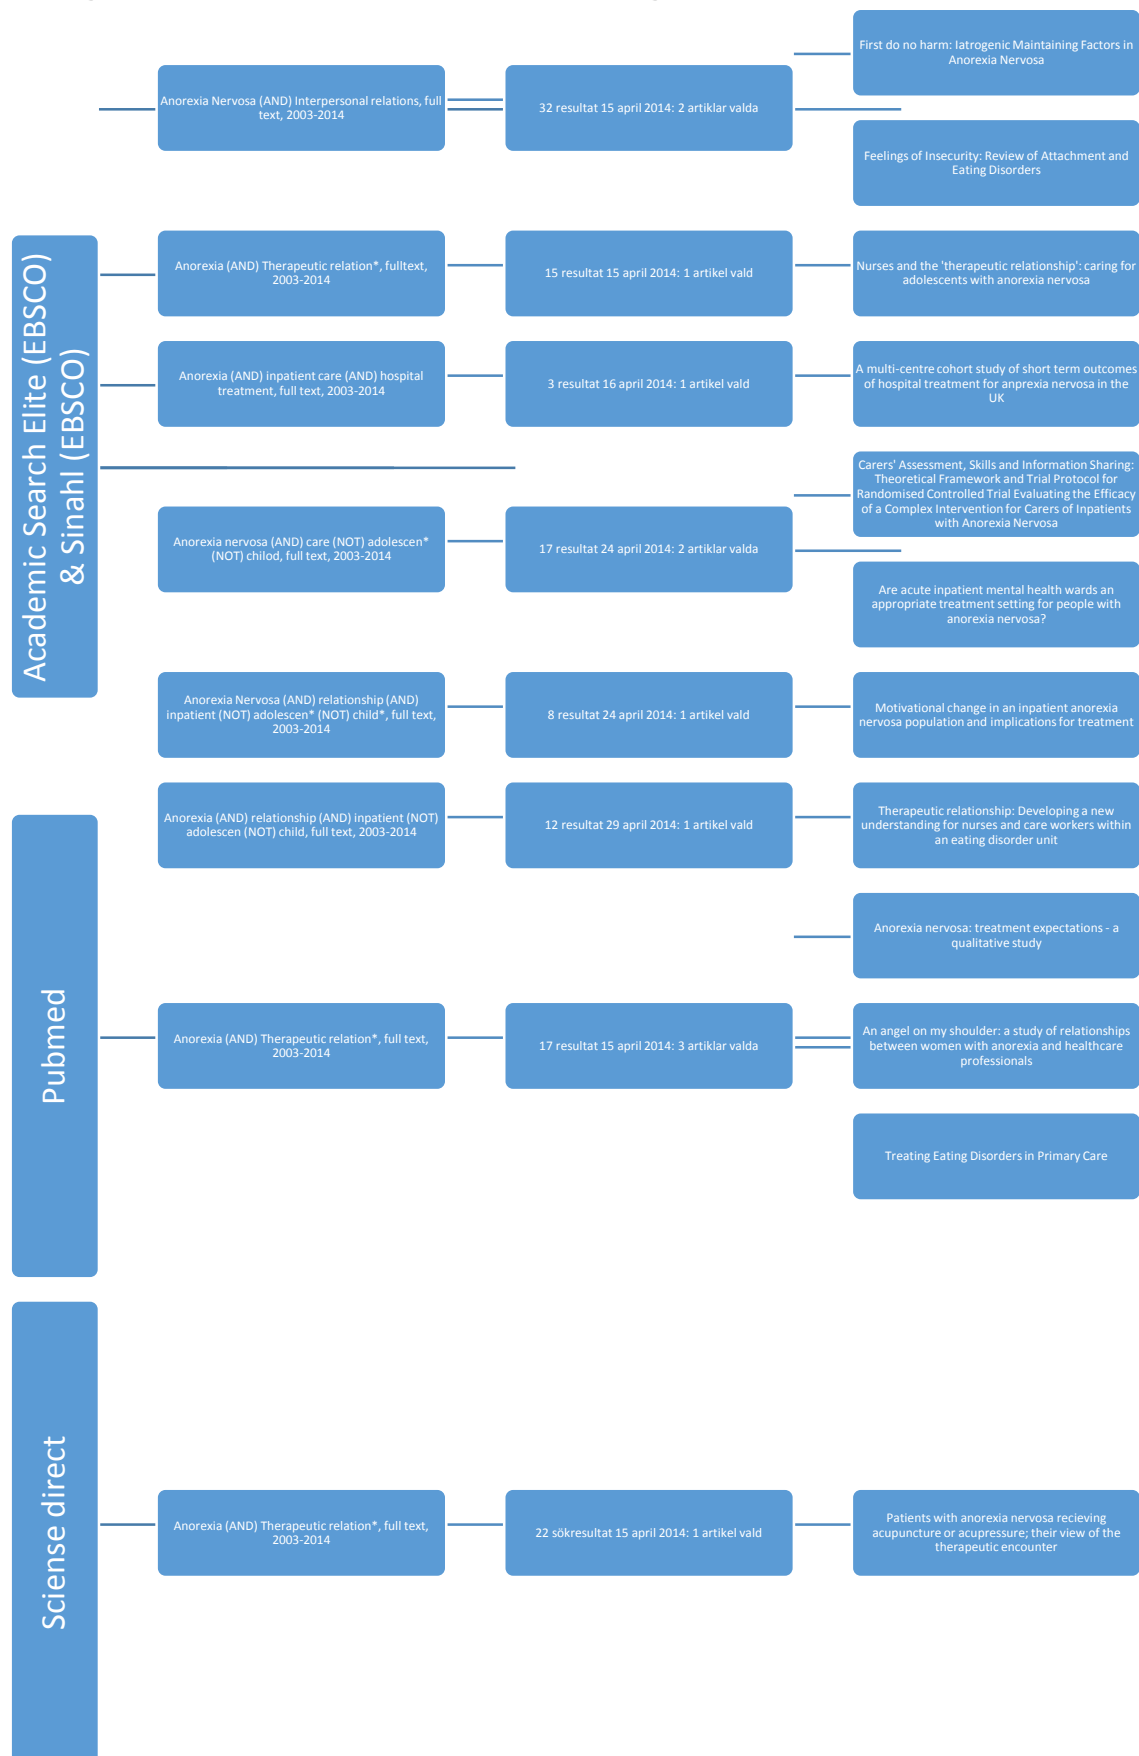 Academic Search Elite (EBSCO)
& Sinahl (EBSCO)
Anorexia Nervosa (AND) Interpersonal relations, full
text, 2003-2014
32 resultat 15 april 2014: 2 artiklar valda
First do no harm: Iatrogenic Maintaining Factors in
Anorexia Nervosa
Feelings of Insecurity: Review of Attachment and
Eating Disorders
Anorexia (AND) Therapeutic relation*, fulltext,
2003-2014
15 resultat 15 april 2014: 1 artikel vald
Nurses and the 'therapeutic relationship': caring for
adolescents with anorexia nervosa
Anorexia (AND) inpatient care (AND) hospital
treatment, full text, 2003-2014
3 resultat 16 april 2014: 1 artikel vald
A multi-centre cohort study of short term outcomes
of hospital treatment for anprexia nervosa in the
UK
Anorexia nervosa (AND) care (NOT) adolescen*
(NOT) chilod, full text, 2003-2014
17 resultat 24 april 2014: 2 artiklar valda
Carers' Assessment, Skills and Information Sharing:
Theoretical Framework and Trial Protocol for
Randomised Controlled Trial Evaluating the Efficacy
of a Complex Intervention for Carers of Inpatients
with Anorexia Nervosa
Are acute inpatient mental health wards an
appropriate treatment setting for people with
anorexia nervosa?
Anorexia Nervosa (AND) relationship (AND)
inpatient (NOT) adolescen* (NOT) child*, full text,
2003-2014
8 resultat 24 april 2014: 1 artikel vald
Motivational change in an inpatient anorexia
nervosa population and implications for treatment
Anorexia (AND) relationship (AND) inpatient (NOT)
adolescen (NOT) child, full text, 2003-2014
12 resultat 29 april 2014: 1 artikel vald
Therapeutic relationship: Developing a new
understanding for nurses and care workers within
an eating disorder unit
Pubmed
Anorexia (AND) Therapeutic relation*, full text,
2003-2014
17 resultat 15 april 2014: 3 artiklar valda
Anorexia nervosa: treatment expectations - a
qualitative study
An angel on my shoulder: a study of relationships
between women with anorexia and healthcare
professionals
Treating Eating Disorders in Primary Care
Sciense direct
Anorexia (AND) Therapeutic relation*, full text,
2003-2014
22 sökresultat 15 april 2014: 1 artikel vald
Patients with anorexia nervosa recieving
acupuncture or acupressure; their view of the
therapeutic encounter